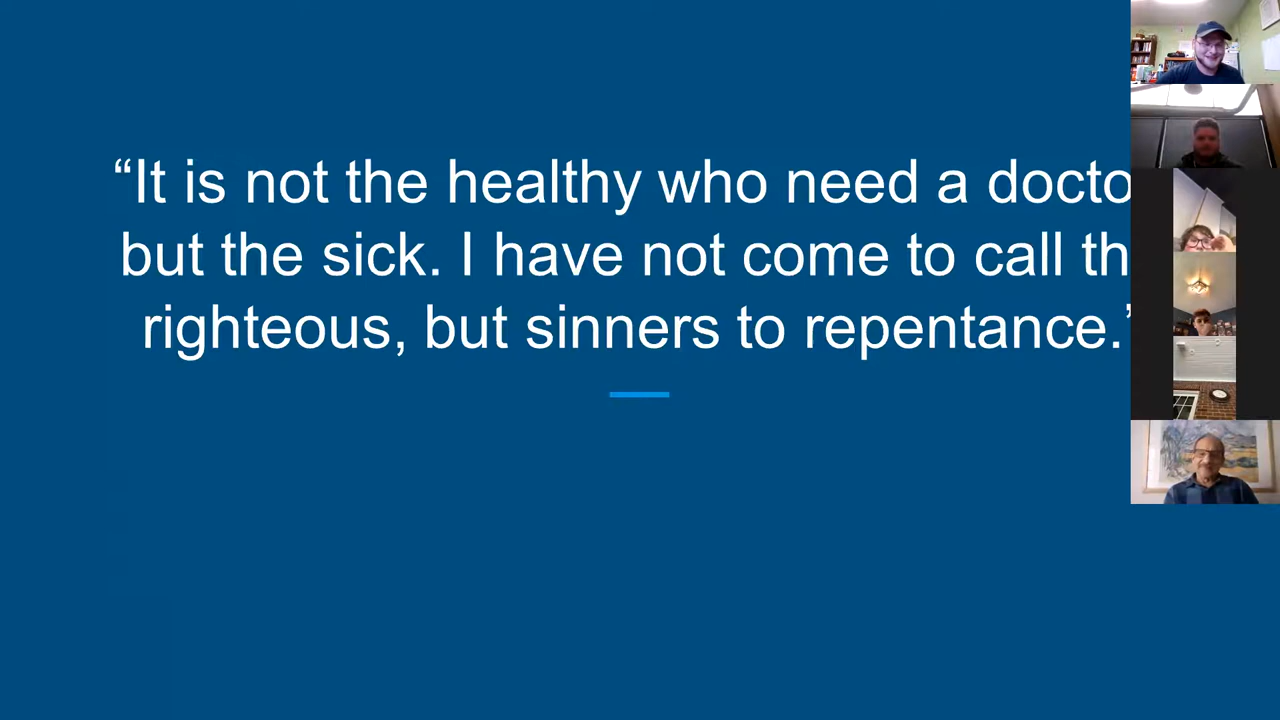 “It is not the healthy who need a docto
but the sick. I have not come to call th
righteous, but sinners to repentance.”